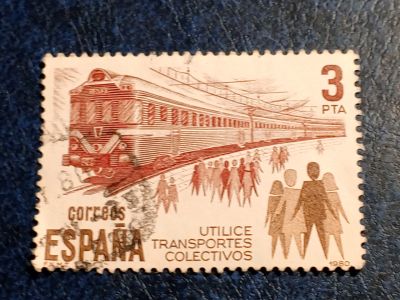 3
PTA
correos
ESPAÑA
UTILICE
TRANSPORTES
COLECTIVOS
1980